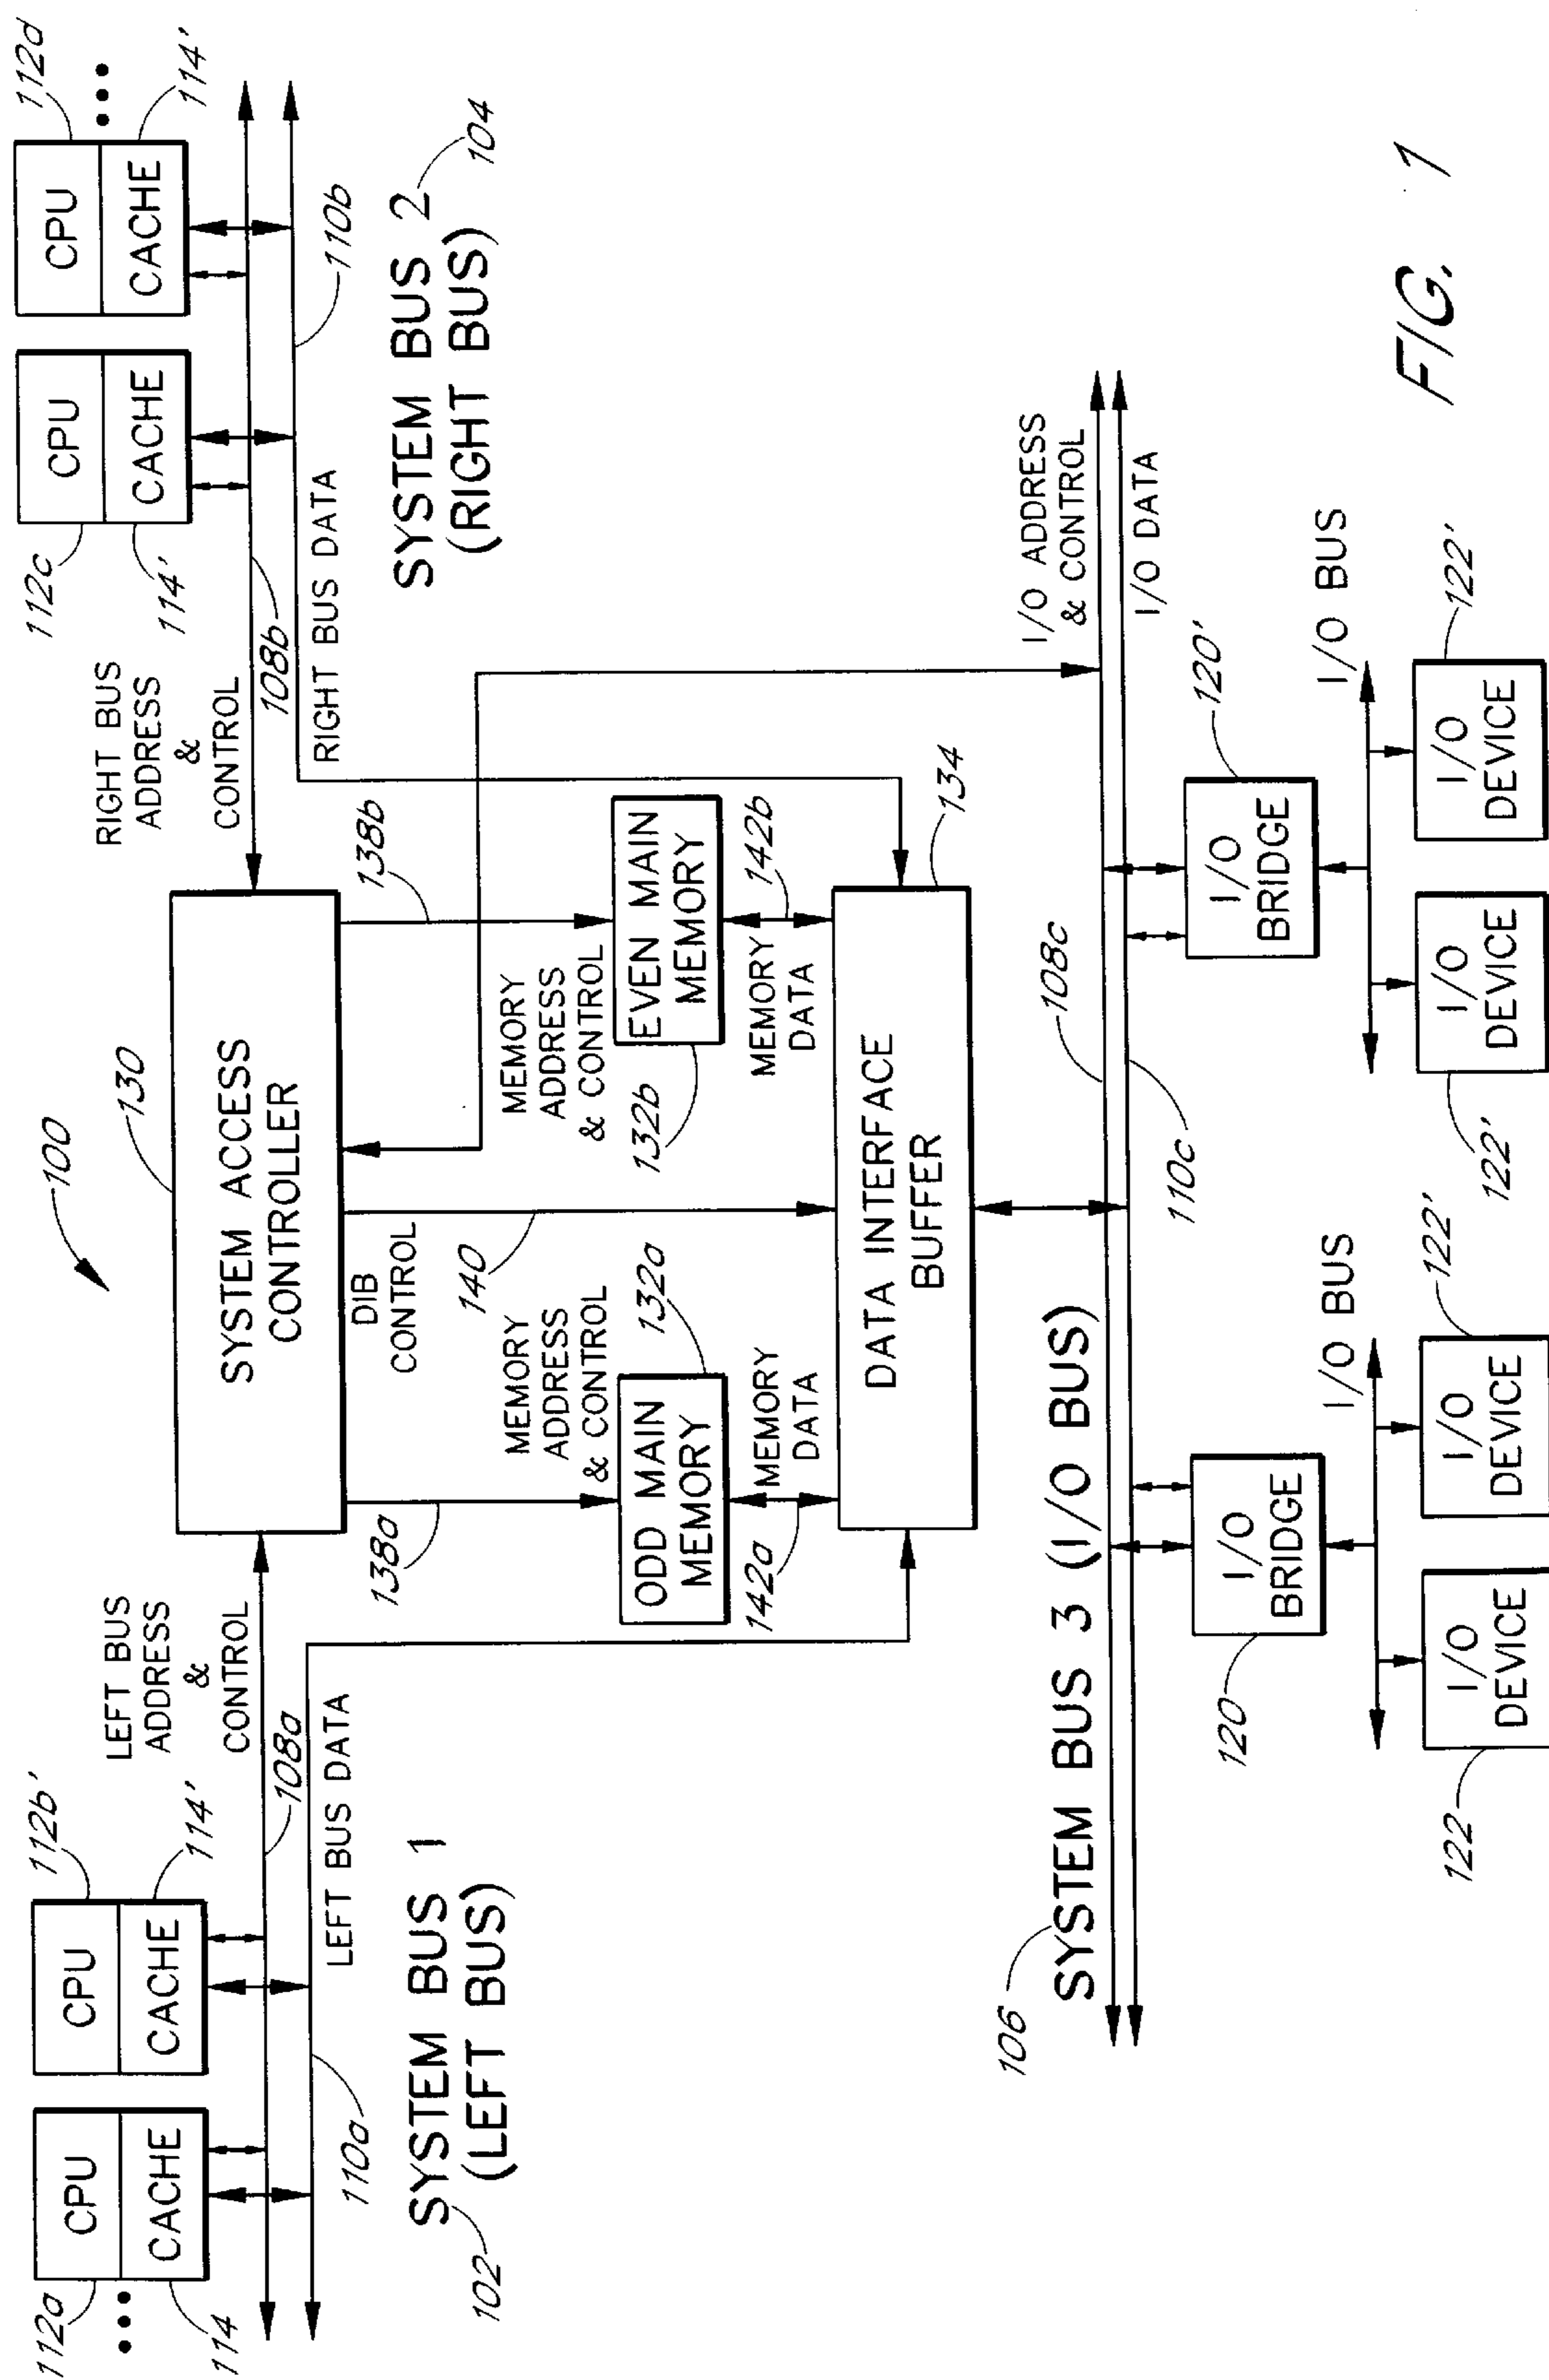 112a
CPU
CACHE
114
CPU
CACHE
112b'
114'
LEFT BUS
ADDRESS
&
CONTROL
108a
LEFT BUS DATA
110a
SYSTEM BUS 1
(LEFT BUS)
102
100
130
SYSTEM ACCESS
CONTROLLER
RIGHT BUS
ADDRESS
&
CONTROL
108b
RIGHT BUS DATA
112c
CPU
CACHE
114'
112d
CPU
CACHE
114'
110b
SYSTEM BUS 2
(RIGHT BUS)
104
138a
DIB
CONTROL
140
138b
MEMORY
ADDRESS
& CONTROL
132a
ODD MAIN
MEMORY
142a
MEMORY
DATA
MEMORY
ADDRESS
& CONTROL
132b
EVEN MAIN
MEMORY
MEMORY
DATA
142b
DATA INTERFACE
BUFFER
134
106
SYSTEM BUS 3 (I/O BUS)
108c
110c
I/O ADDRESS
& CONTROL
I/O DATA
120
I/O
BRIDGE
I/O BUS
122
I/O
DEVICE
I/O
DEVICE
122'
120'
I/O
BRIDGE
I/O BUS
122'
I/O
DEVICE
I/O
DEVICE
122'
FIG. 1